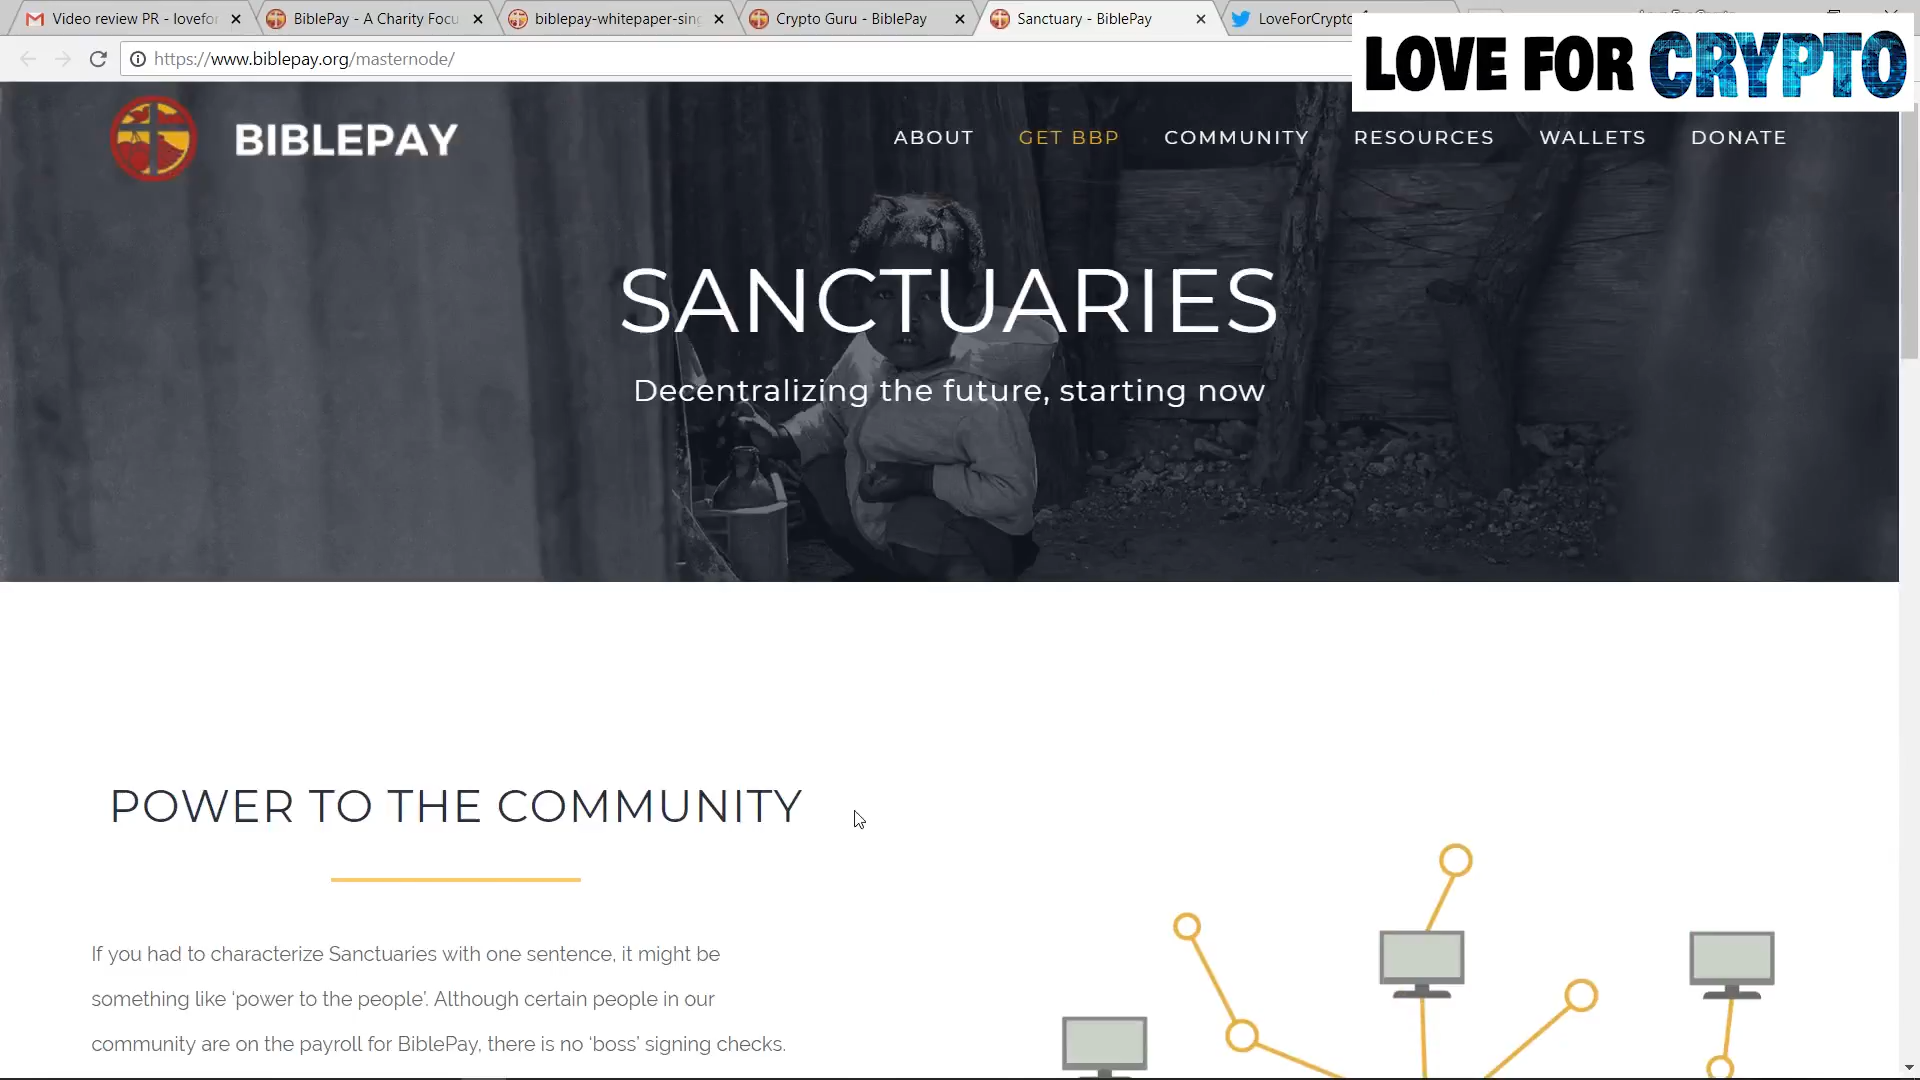 Video review PR - lovefor
BiblePay - A Charity Focu
biblepay-whitepaper-sing
Crypto Guru - BiblePay
Sanctuary - BiblePay
LoveForCrypto
https://www.biblepay.org/masternode/
LOVE FOR CRYPTO
BIBLEPAY
ABOUT
GET BBP
COMMUNITY
RESOURCES
WALLETS
DONATE
SANCTUARIES
Decentralizing the future, starting now
POWER TO THE COMMUNITY
If you had to characterize Sanctuaries with one sentence, it might be
something like ‘power to the people’. Although certain people in our
community are on the payroll for BiblePay, there is no ‘boss’ signing checks.